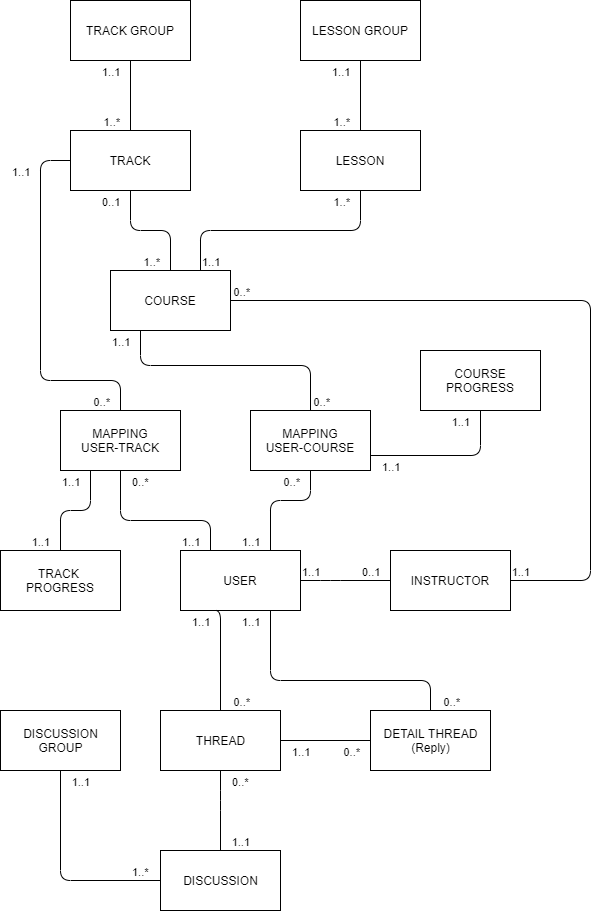 TRACK GROUP
LESSON GROUP
1..1
1..1
1..*
1..*
TRACK
LESSON
1..1
0..1
1..*
1..*
1..1
COURSE
0..*
1..1
COURSE
PROGRESS
0..*
0..*
MAPPING
USER-TRACK
MAPPING
USER-COURSE
1..1
1..1
1..1
0..*
0..*
1..1
1..1
1..1
TRACK
PROGRESS
USER
1..1
0..1
INSTRUCTOR
1..1
1..1
1..1
0..*
0..*
DISCUSSION
GROUP
THREAD
DETAIL THREAD
(Reply)
1..1
0..*
1..1
0..*
1..1
1..*
DISCUSSION